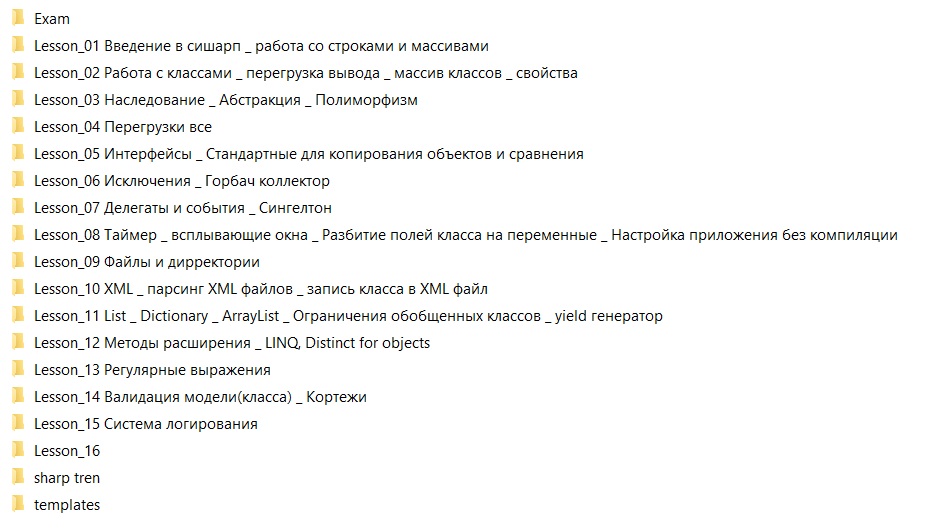 Exam
Lesson_01 Введение в сишарп _ работа со строками и массивами
Lesson_02 Работа с классами _ перегрузка вывода _ массив классов _ свойства
Lesson_03 Наследование _ Абстракция _ Полиморфизм
Lesson_04 Перегрузки все
Lesson_05 Интерфейсы _ Стандартные для копирования объектов и сравнения
Lesson_06 Исключения _ Горбач коллектор
Lesson_07 Делегаты и события _ Сингелтон
Lesson_08 Таймер _ всплывающие окна _ Разбитие полей класса на переменные _ Настройка приложения без компиляции
Lesson_09 Файлы и дирректории
Lesson_10 XML _ парсинг XML файлов _ запись класса в XML файл
Lesson_11 List _ Dictionary _ ArrayList _ Ограничения обобщенных классов _ yield генератор
Lesson_12 Методы расширения _ LINQ, Distinct for objects
Lesson_13 Регулярные выражения
Lesson_14 Валидация модели(класса) _ Кортежи
Lesson_15 Система логирования
Lesson_16
sharp tren
templates